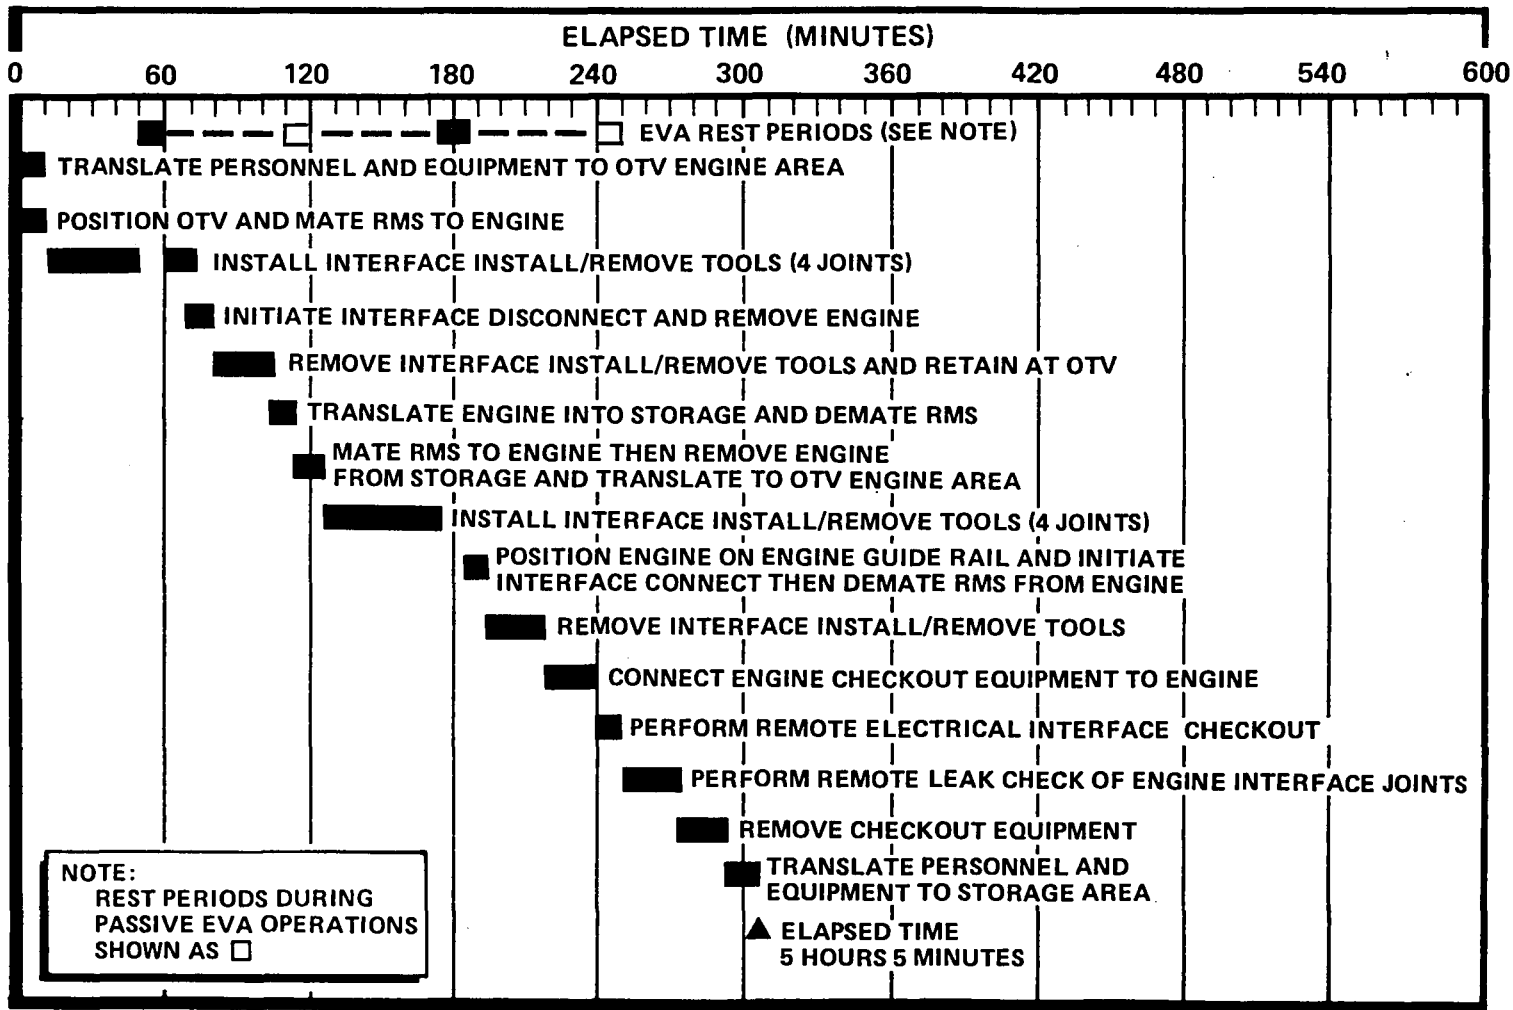 ELAPSED TIME (MINUTES)
0 60 120 180 240 300 360 420 480 540 600
EVA REST PERIODS (SEE NOTE)
TRANSLATE PERSONNEL AND EQUIPMENT TO OTV ENGINE AREA
POSITION OTV AND MATE RMS TO ENGINE
INSTALL INTERFACE INSTALL/REMOVE TOOLS (4 JOINTS)
INITIATE INTERFACE DISCONNECT AND REMOVE ENGINE
REMOVE INTERFACE INSTALL/REMOVE TOOLS AND RETAIN AT OTV
TRANSLATE ENGINE INTO STORAGE AND DEMATE RMS
MATE RMS TO ENGINE THEN REMOVE ENGINE
FROM STORAGE AND TRANSLATE TO OTV ENGINE AREA
INSTALL INTERFACE INSTALL/REMOVE TOOLS (4 JOINTS)
POSITION ENGINE ON ENGINE GUIDE RAIL AND INITIATE
INTERFACE CONNECT THEN DEMATE RMS FROM ENGINE
REMOVE INTERFACE INSTALL/REMOVE TOOLS
CONNECT ENGINE CHECKOUT EQUIPMENT TO ENGINE
PERFORM REMOTE ELECTRICAL INTERFACE CHECKOUT
PERFORM REMOTE LEAK CHECK OF ENGINE INTERFACE JOINTS
REMOVE CHECKOUT EQUIPMENT
TRANSLATE PERSONNEL AND
EQUIPMENT TO STORAGE AREA
ELAPSED TIME
5 HOURS 5 MINUTES
NOTE:
REST PERIODS DURING
PASSIVE EVA OPERATIONS
SHOWN AS □